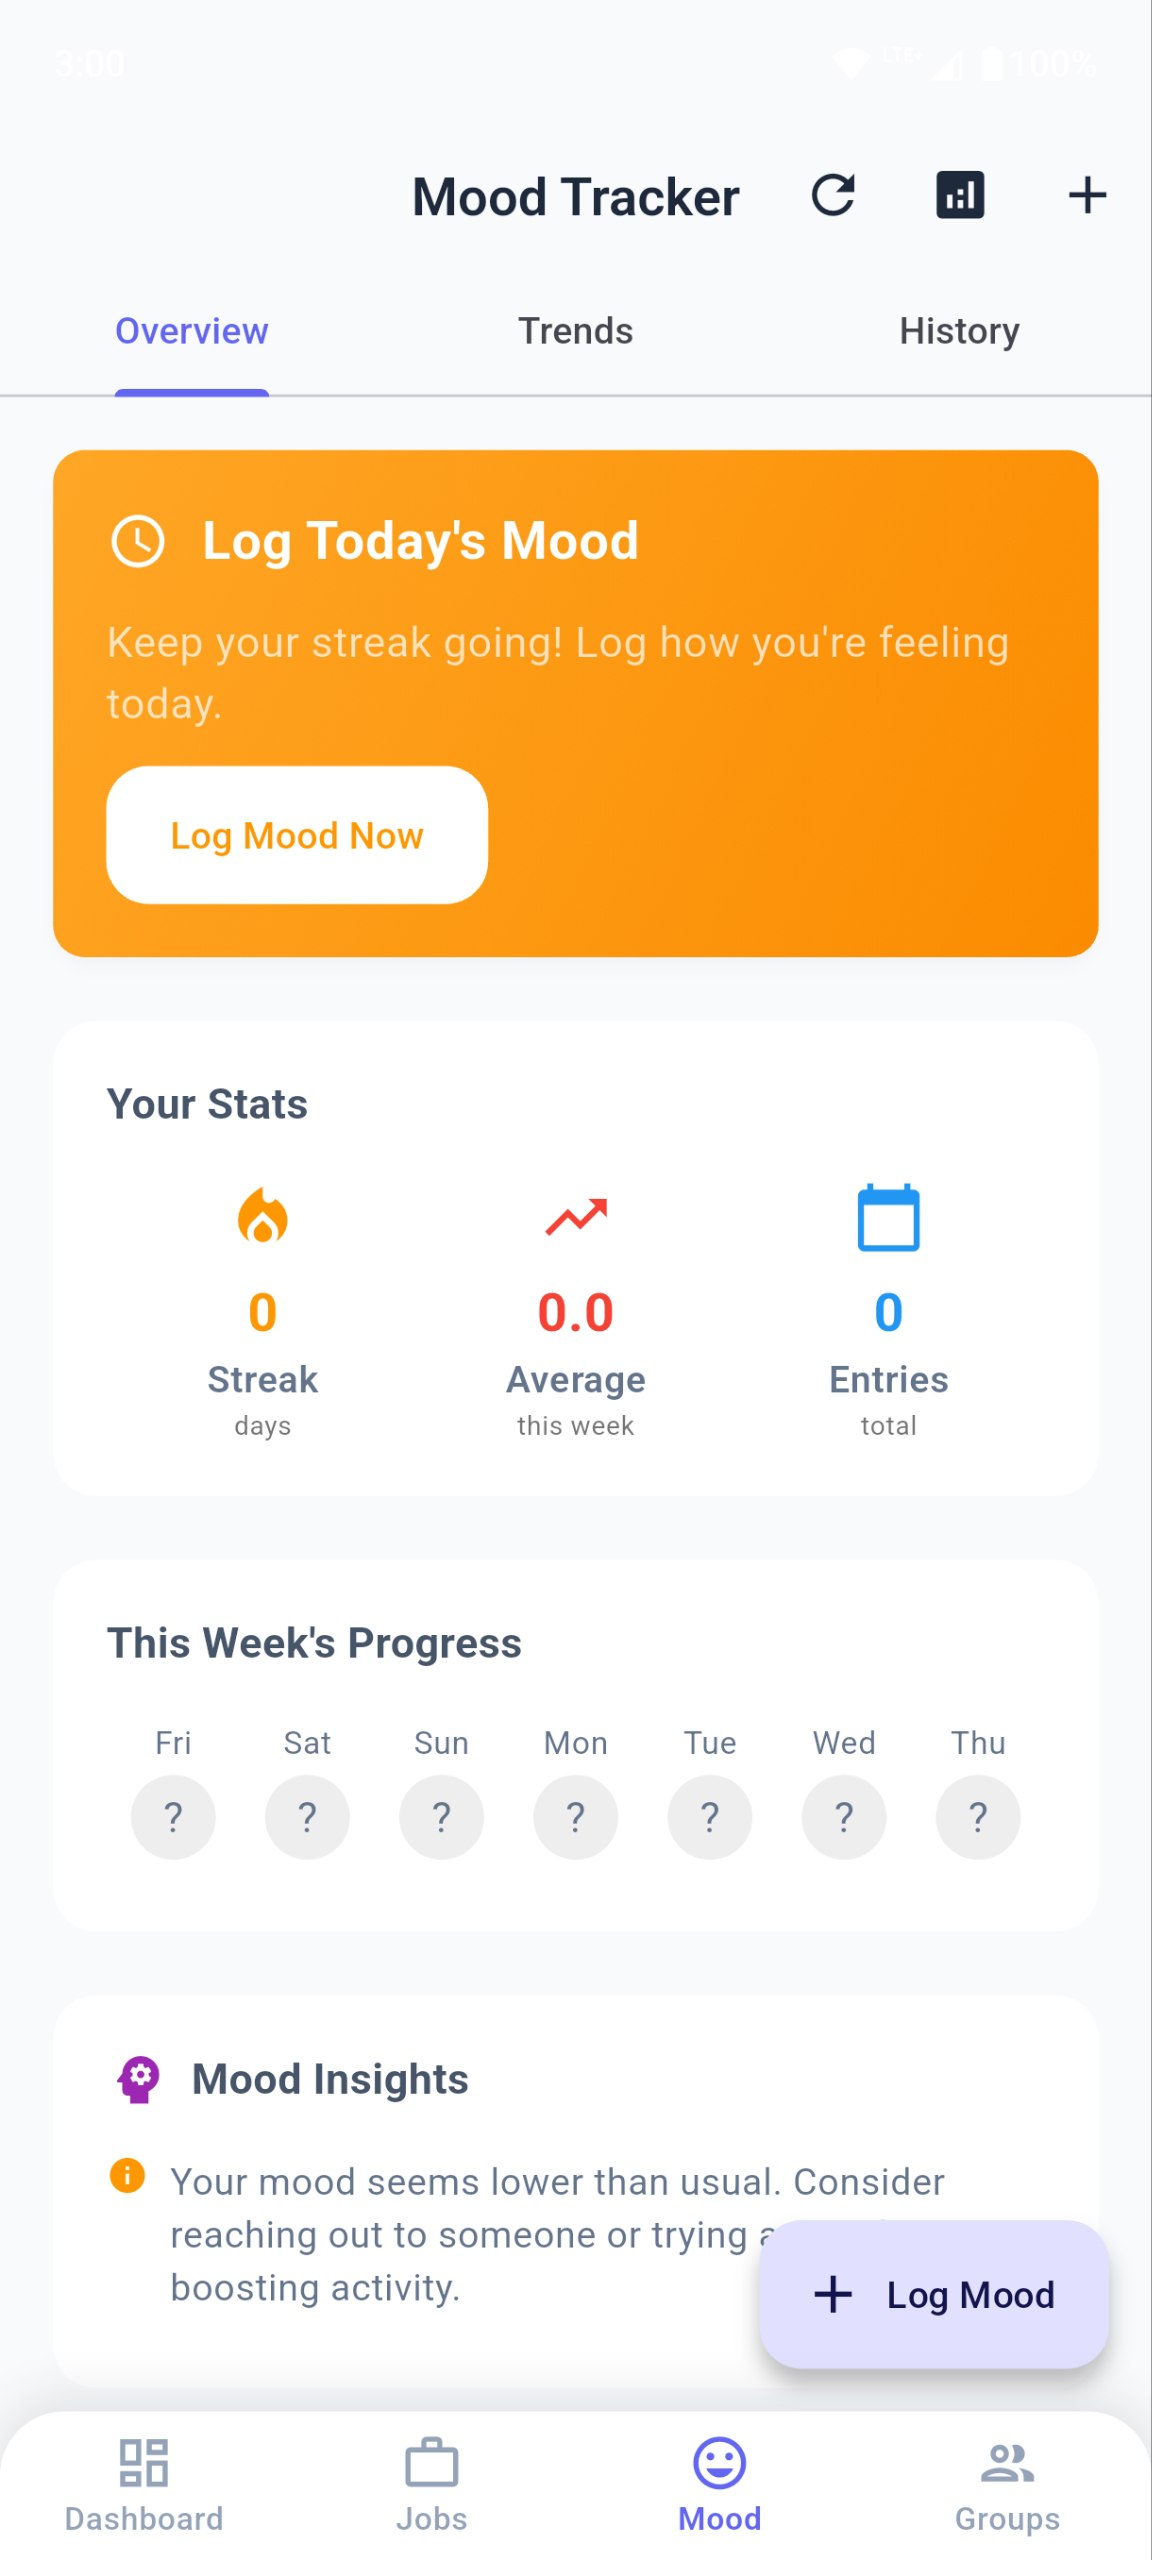 3:00
LTE+
100%
Mood Tracker
Overview
Trends
History
Log Today's Mood
Keep your streak going! Log how you're feeling
today.
Log Mood Now
Your Stats
0
0.0
0
Streak
Average
Entries
days
this week
total
This Week's Progress
Fri
Sat
Sun
Mon
Tue
Wed
Thu
?
?
?
?
?
?
?
Mood Insights
Your mood seems lower than usual. Consider
reaching out to someone or trying a
boosting activity.
Log Mood
Dashboard
Jobs
Mood
Groups